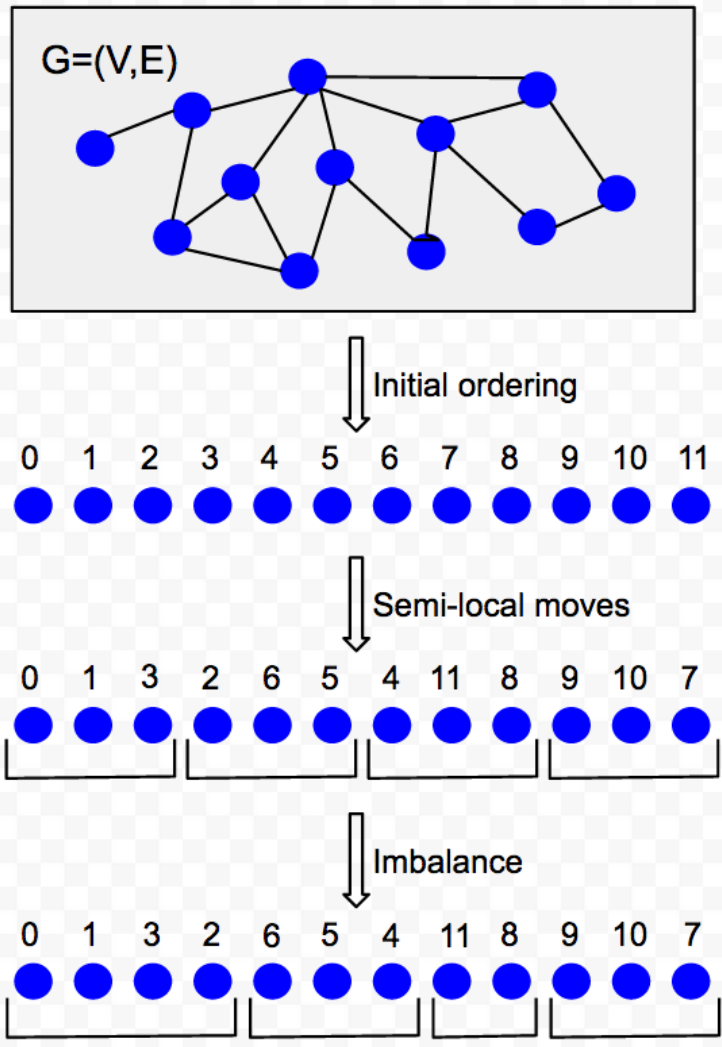 G=(V,E)
Initial ordering
0 1 2 3 4 5 6 7 8 9 10 11
Semi-local moves
0 1 3 2 6 5 4 11 8 9 10 7
Imbalance
0 1 3 2 6 5 4 11 8 9 10 7